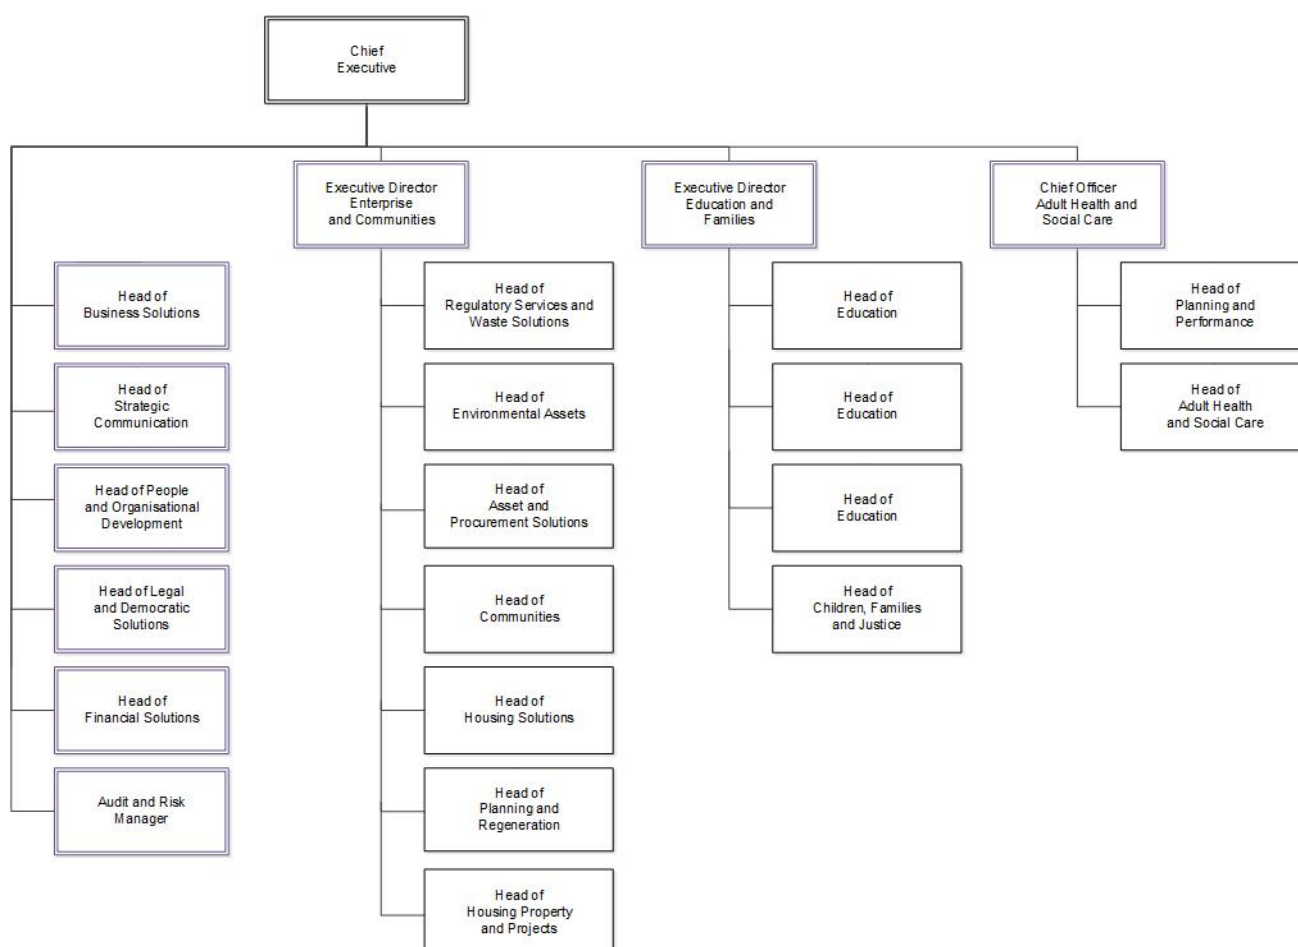 Chief
Executive
Executive Director
Enterprise
and Communities
Executive Director
Education and
Families
Chief Officer
Adult Health and
Social Care
Head of
Business Solutions
Head of
Strategic
Communication
Head of People
and Organisational
Development
Head of Legal
and Democratic
Solutions
Head of
Financial Solutions
Audit and Risk
Manager
Head of
Regulatory Services and
Waste Solutions
Head of
Environmental Assets
Head of
Asset and
Procurement Solutions
Head of
Communities
Head of
Housing Solutions
Head of
Planning and
Regeneration
Head of
Housing Property
and Projects
Head of
Education
Head of
Education
Head of
Education
Head of
Children, Families
and Justice
Head of
Planning and
Performance
Head of
Adult Health
and Social Care